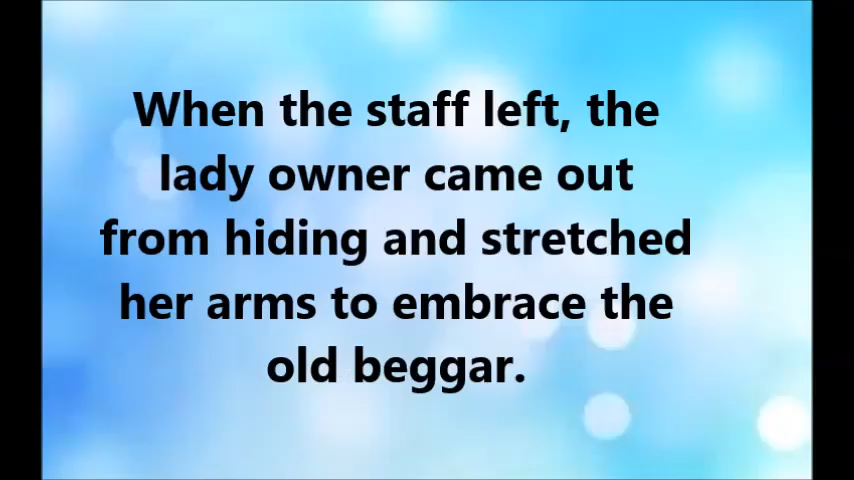 When the staff left, the
lady owner came out
from hiding and stretched
her arms to embrace the
old beggar.